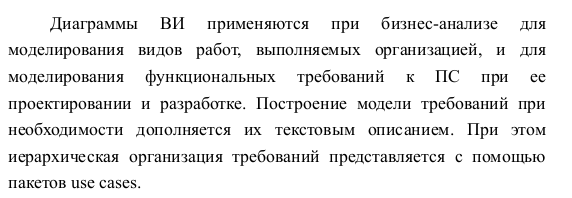 Диаграммы ВИ применяются при бизнес-анализе для
моделирования видов работ, выполняемых организацией, и для
моделирования функциональных требований к ПС при ее
проектировании и разработке. Построение модели требований при
необходимости дополняется их текстовым описанием. При этом
иерархическая организация требований представляется с помощью
пакетов use cases.